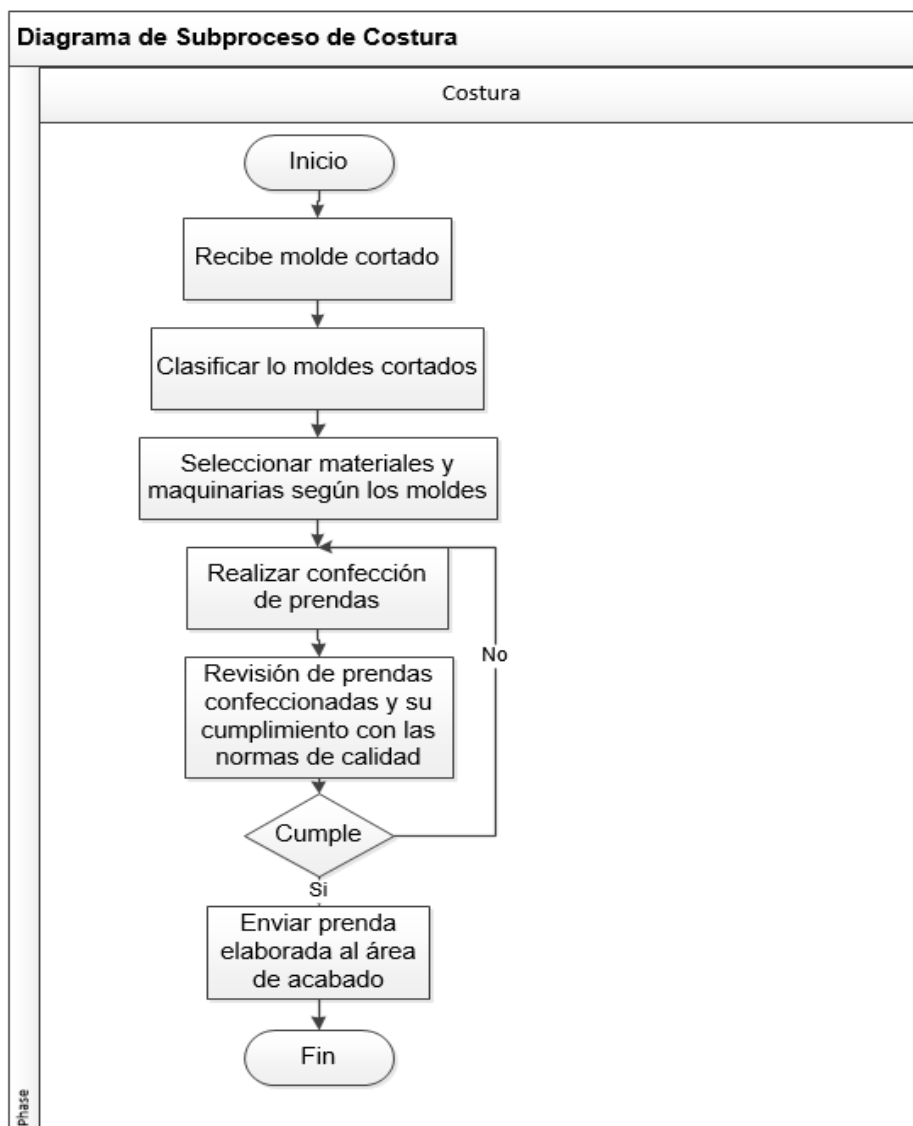 Diagrama de Subproceso de Costura
Costura
Inicio
Recibe molde cortado
Clasificar lo moldes cortados
Seleccionar materiales y
maquinarias según los moldes
Realizar confección
de prendas
No
Revisión de prendas
confeccionadas y su
cumplimiento con las
normas de calidad
Cumple
Si
Enviar prenda
elaborada al área
de acabado
Fin
Phase